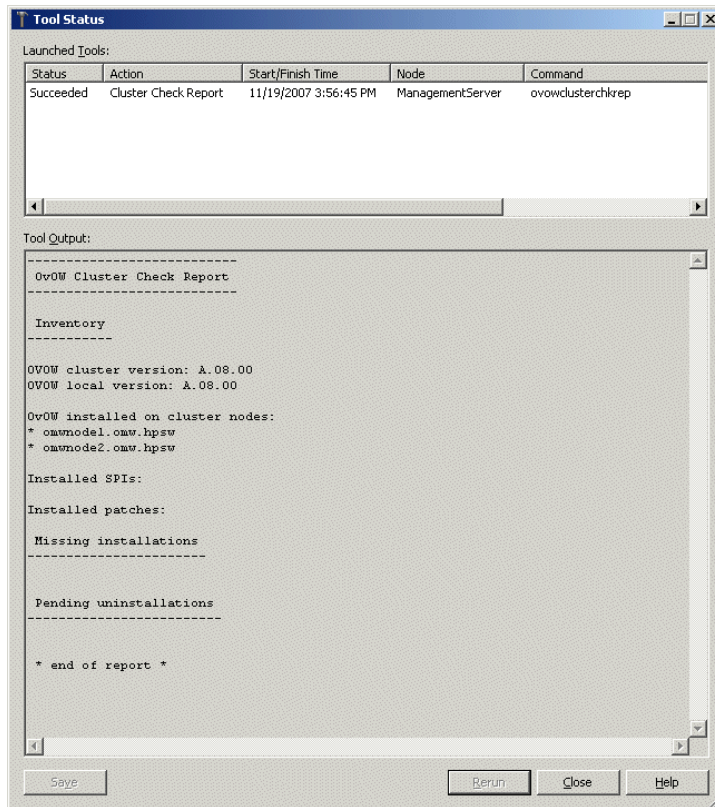 Tool Status
Launched Tools:
Status Action Start/Finish Time Node Command
Succeeded Cluster Check Report 11/19/2007 3:56:45 PM ManagementServer ovowclusterchkrep
Tool Output:
---------------------------
OvOW Cluster Check Report
---------------------------
Inventory
-----------
OVOW cluster version: A.08.00
OVOW local version: A.08.00
OvOW installed on cluster nodes:
* omwnode1.omw.hpsw
* omwnode2.omw.hpsw
Installed SPIs:
Installed patches:
Missing installations
-----------------------
Pending uninstallations
-------------------------
* end of report *
Save Rerun Close Help